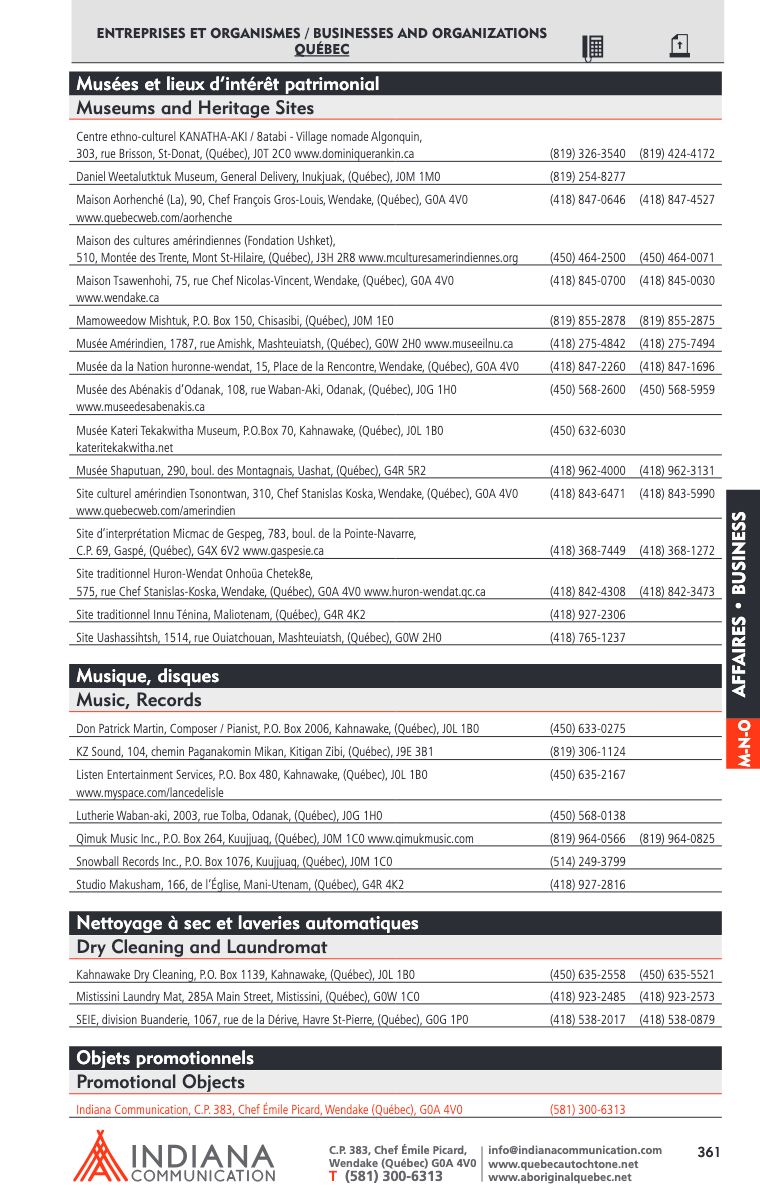 ENTREPRISES ET ORGANISMES / BUSINESSES AND ORGANIZATIONS
QUÉBEC
Musées et lieux d'intérêt patrimonial
Museums and Heritage Sites
Centre ethno-culturel KANATHA-AKI / 8atabi - Village nomade Algonquin,
303, rue Brisson, St-Donat, (Québec), J0T 2C0 www.dominiquerankin.ca (819) 326-3540 (819) 424-4172
Daniel Weetalutktuk Museum, General Delivery, Inukjuak, (Québec), J0M 1M0 (819) 254-8277
Maison Aorhenché (La), 90, Chef François Gros-Louis, Wendake, (Québec), G0A 4V0 (418) 847-0646 (418) 847-4527
www.quebecweb.com/aorhenche
Maison des cultures amérindiennes (Fondation Ushket),
510, Montée des Trente, Mont St-Hilaire, (Québec), J3H 2R8 www.mculturesamerindiennes.org (450) 464-2500 (450) 464-0071
Maison Tsawenhohi, 75, rue Chef Nicolas-Vincent, Wendake, (Québec), G0A 4V0 (418) 845-0700 (418) 845-0030
www.wendake.ca
Mamoweedow Mishtuk, P.O. Box 150, Chisasibi, (Québec), J0M 1E0 (819) 855-2878 (819) 855-2875
Musée Amérindien, 1787, rue Amishk, Mashteuiatsh, (Québec), G0W 2H0 www.museeilnu.ca (418) 275-4842 (418) 275-7494
Musée da la Nation huronne-wendat, 15, Place de la Rencontre, Wendake, (Québec), G0A 4V0 (418) 847-2260 (418) 847-1696
Musée des Abénakis d'Odanak, 108, rue Waban-Aki, Odanak, (Québec), J0G 1H0 (450) 568-2600 (450) 568-5959
www.museedesabenakis.ca
Musée Kateri Tekakwitha Museum, P.O.Box 70, Kahnawake, (Québec), J0L 1B0 (450) 632-6030
kateritekakwitha.net
Musée Shaputuan, 290, boul. des Montagnais, Uashat, (Québec), G4R 5R2 (418) 962-4000 (418) 962-3131
Site culturel amérindien Tsonontwan, 310, Chef Stanislas Koska, Wendake, (Québec), G0A 4V0 (418) 843-6471 (418) 843-5990
www.quebecweb.com/amerindien
Site d'interprétation Micmac de Gespeg, 783, boul. de la Pointe-Navarre,
C.P. 69, Gaspé, (Québec), G4X 6V2 www.gaspesie.ca (418) 368-7449 (418) 368-1272
Site traditionnel Huron-Wendat Onhoüa Chetek8e,
575, rue Chef Stanislas-Koska, Wendake, (Québec), G0A 4V0 www.huron-wendat.qc.ca (418) 842-4308 (418) 842-3473
Site traditionnel Innu Ténina, Maliotenam, (Québec), G4R 4K2 (418) 927-2306
Site Uashassihtsh, 1514, rue Ouiatchouan, Mashteuiatsh, (Québec), G0W 2H0 (418) 765-1237
Musique, disques
Music, Records
Don Patrick Martin, Composer / Pianist, P.O. Box 2006, Kahnawake, (Québec), J0L 1B0 (450) 633-0275
KZ Sound, 104, chemin Paganakomin Mikan, Kitigan Zibi, (Québec), J9E 3B1 (819) 306-1124
Listen Entertainment Services, P.O. Box 480, Kahnawake, (Québec), J0L 1B0 (450) 635-2167
www.myspace.com/lancedelisle
Lutherie Waban-aki, 2003, rue Tolba, Odanak, (Québec), J0G 1H0 (450) 568-0138
Qimuk Music Inc., P.O. Box 264, Kuujjuaq, (Québec), J0M 1C0 www.qimukmusic.com (819) 964-0566 (819) 964-0825
Snowball Records Inc., P.O. Box 1076, Kuujjuaq, (Québec), J0M 1C0 (514) 249-3799
Studio Makusham, 166, de l'Église, Mani-Utenam, (Québec), G4R 4K2 (418) 927-2816
Nettoyage à sec et laveries automatiques
Dry Cleaning and Laundromat
Kahnawake Dry Cleaning, P.O. Box 1139, Kahnawake, (Québec), J0L 1B0 (450) 635-2558 (450) 635-5521
Mistissini Laundry Mat, 285A Main Street, Mistissini, (Québec), G0W 1C0 (418) 923-2485 (418) 923-2573
SEIE, division Buanderie, 1067, rue de la Dérive, Havre St-Pierre, (Québec), G0G 1P0 (418) 538-2017 (418) 538-0879
Objets promotionnels
Promotional Objects
Indiana Communication, C.P. 383, Chef Émile Picard, Wendake (Québec), G0A 4V0 (581) 300-6313
AFFAIRES • BUSINESS
M-N-O
INDIANA
COMMUNICATION
C.P. 383, Chef Émile Picard,
Wendake (Québec) G0A 4V0
T (581) 300-6313
info@indianacommunication.com
www.quebecautochtone.net
www.aboriginalquebec.net
361